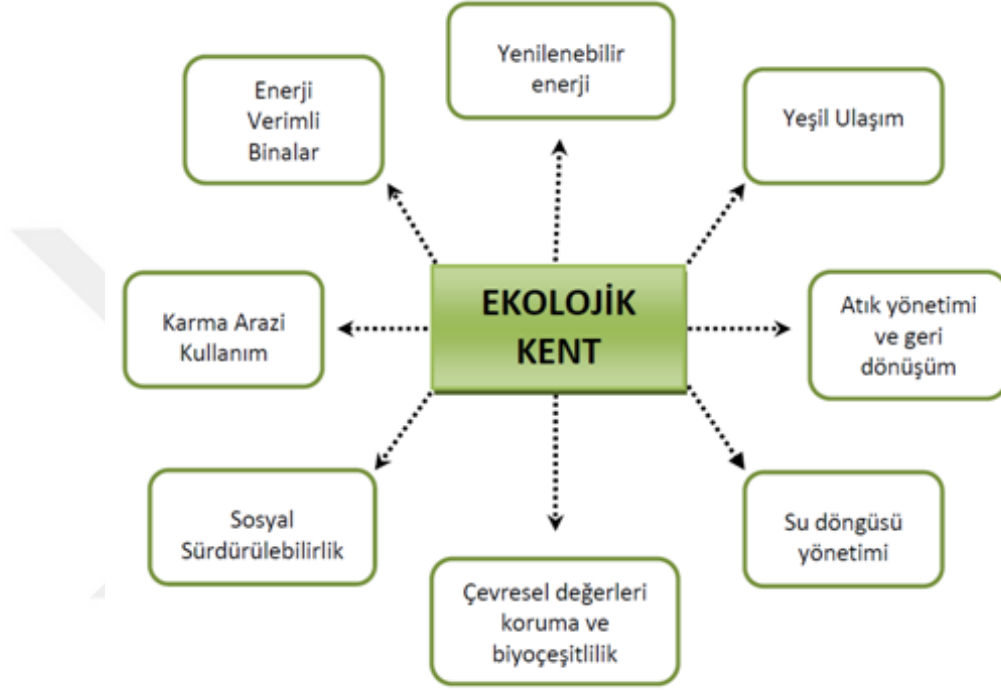 Yenilenebilir
enerji
Enerji
Verimli
Binalar
Yeşil Ulaşım
EKOLOJİK
KENT
Karma Arazi
Kullanım
Atık yönetimi
ve geri
dönüşüm
Sosyal
Sürdürülebilirlik
Su döngüsü
yönetimi
Çevresel değerleri
koruma ve
biyoçeşitlilik